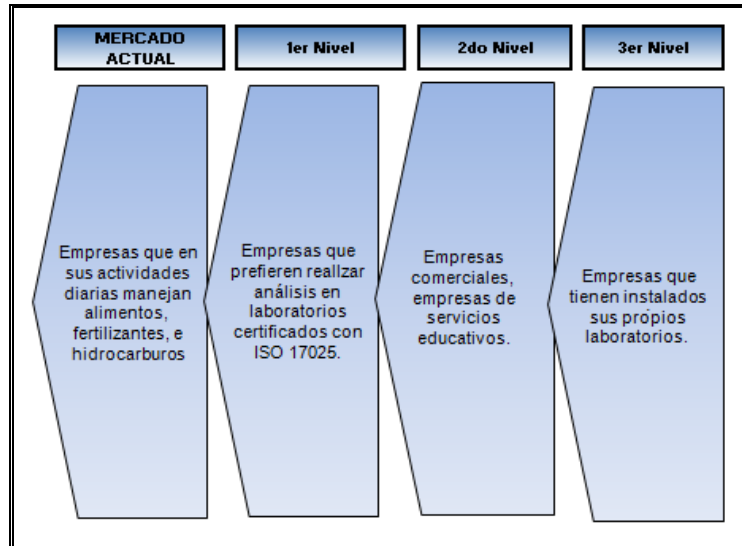 MERCADO
ACTUAL
1er Nivel
2do Nivel
3er Nivel
Empresas que en
sus actividades
diarias manejan
alimentos,
fertilizantes, e
hidrocarburos
Empresas que
prefieren realIzar
análisis en
laboratorios
certificados con
ISO 17025.
Empresas
comerciales,
empresas de
servicios
educativos.
Empresas que
tienen instalados
sus propios
laboratorios.